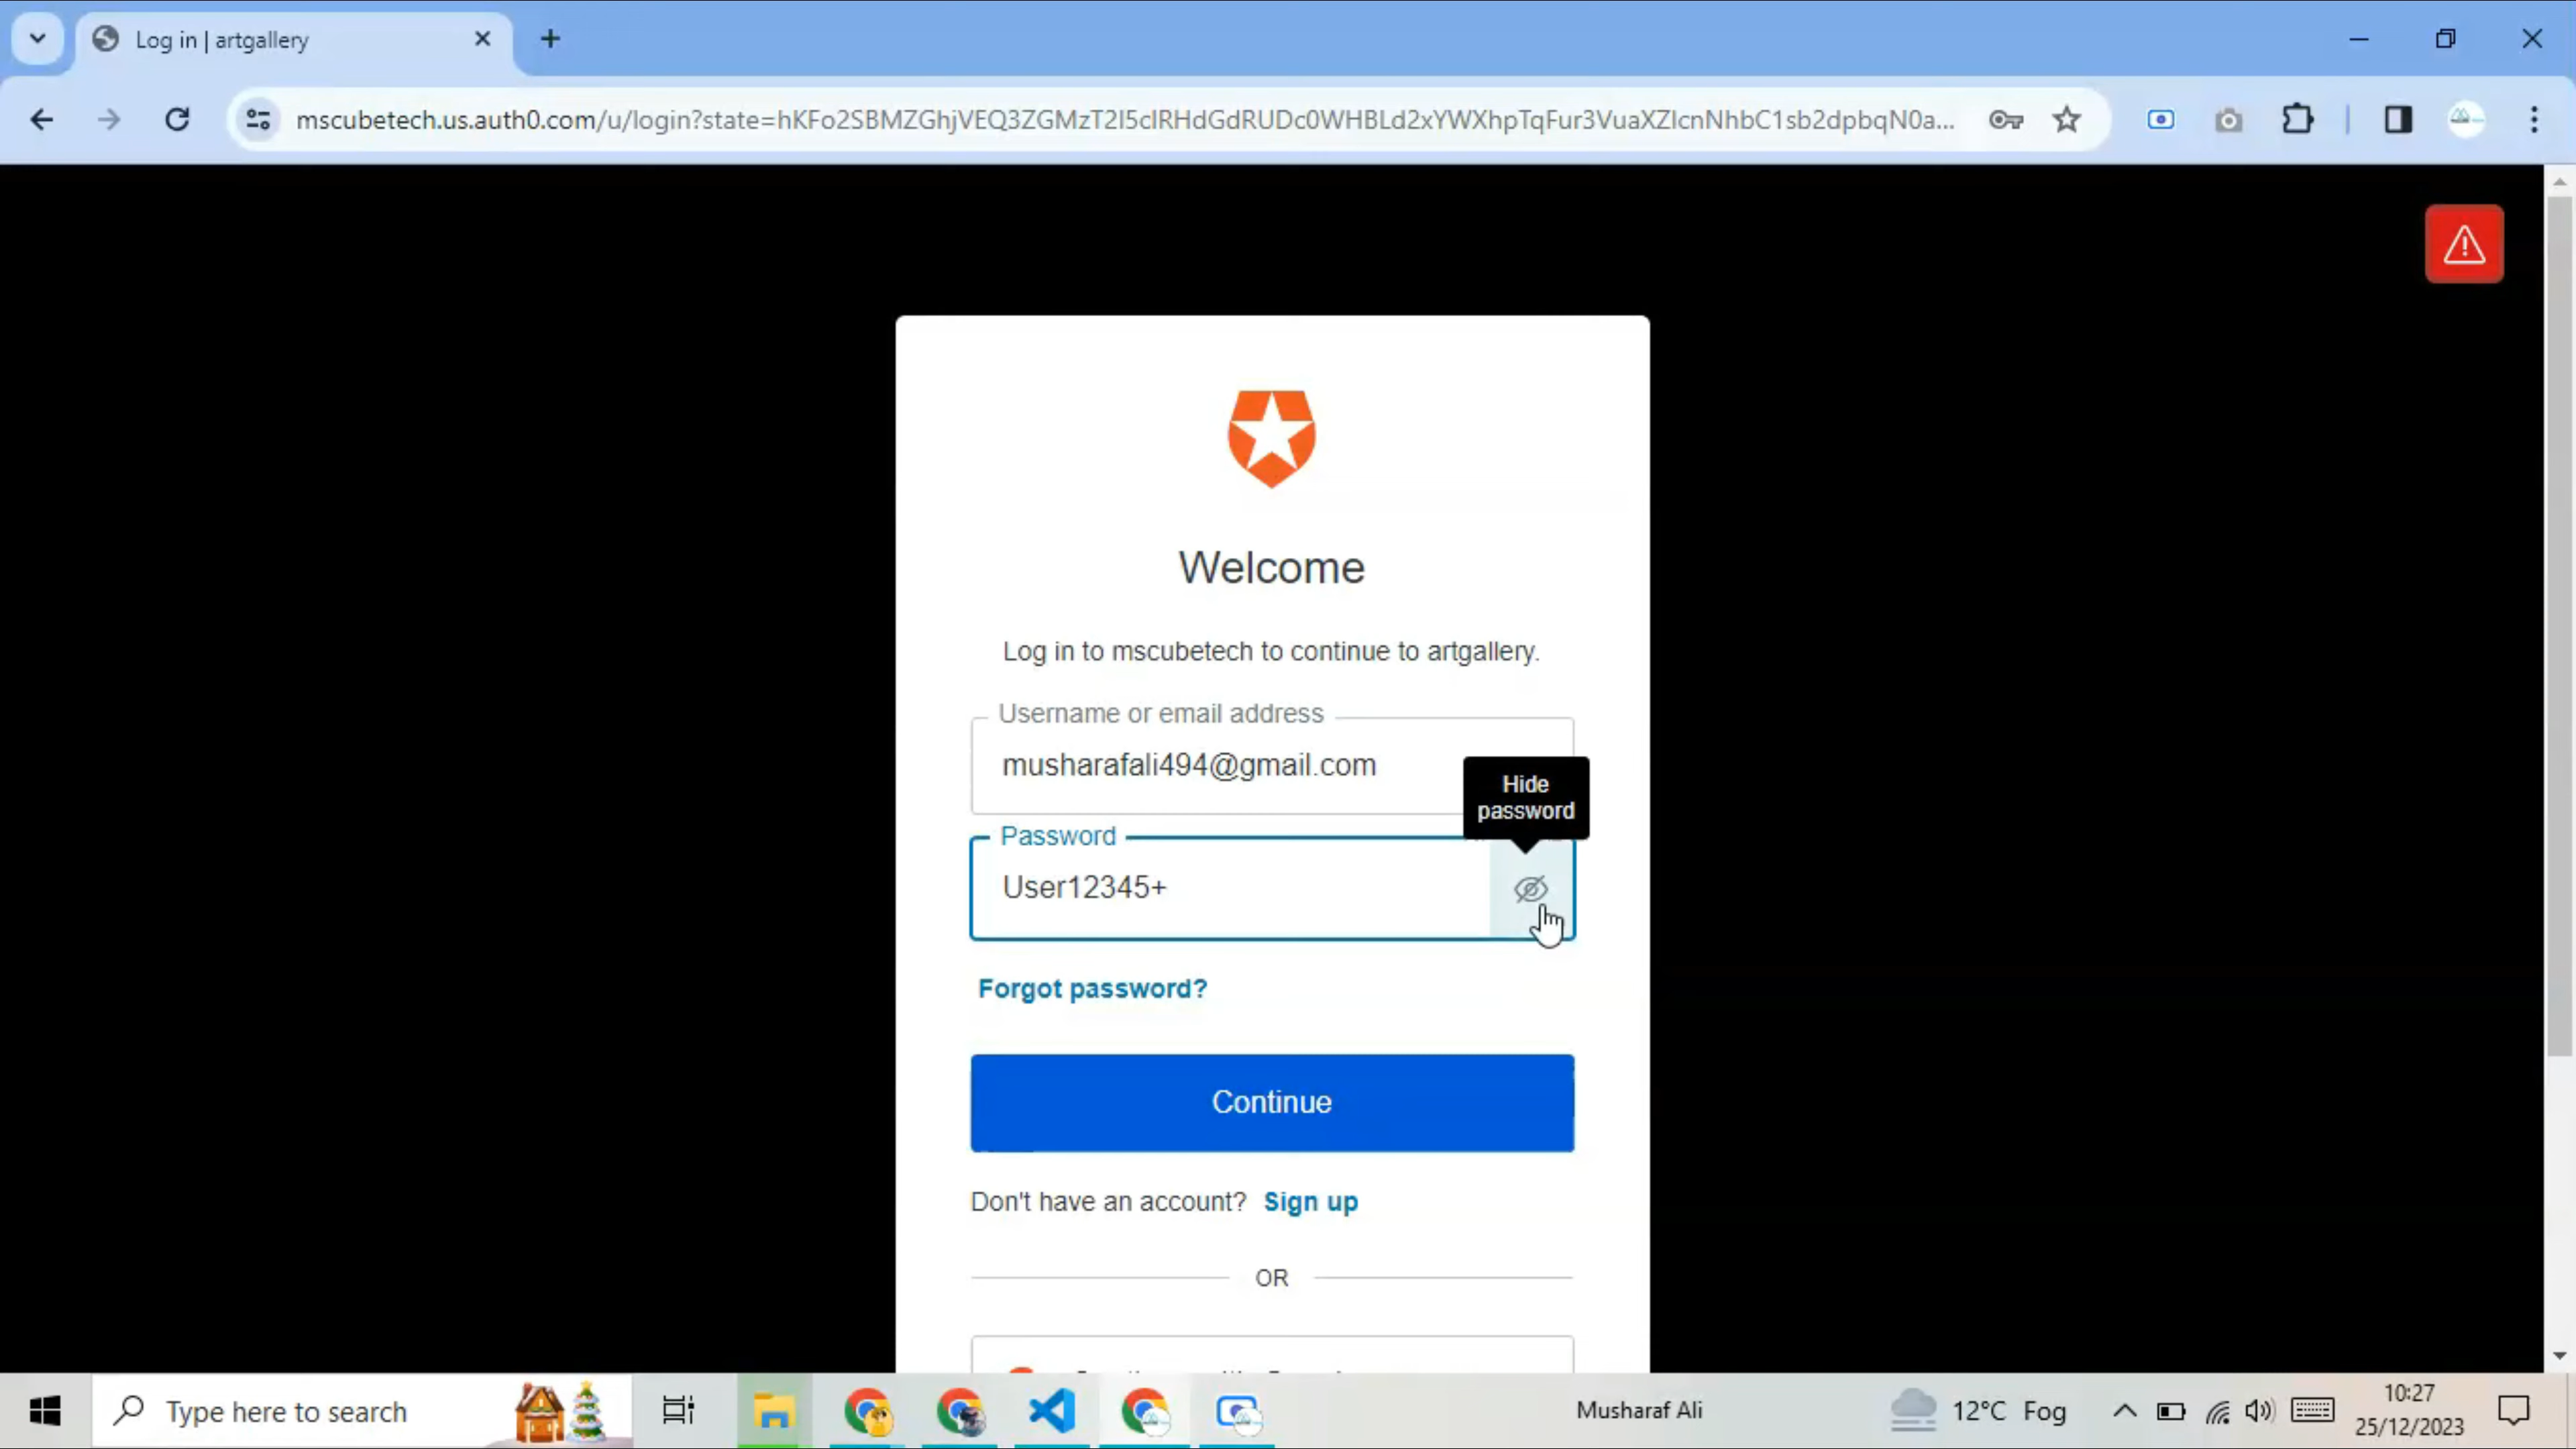 Log in | artgallery
mscubetech.us.auth0.com/u/login?state=hKFo2SBMZGhjVEQ3ZGMzT2I5clRHdGdRUDc0WHBLd2xYWXhpTqFur3VuaXZlcnNhbC1sb2dpbqN0a...
Welcome
Log in to mscubetech to continue to artgallery.
Username or email address
musharafali494@gmail.com
Hide
password
Password
User12345+
Forgot password?
Continue
Don't have an account? Sign up
OR
Type here to search
Musharaf Ali
12°C Fog
10:27
25/12/2023